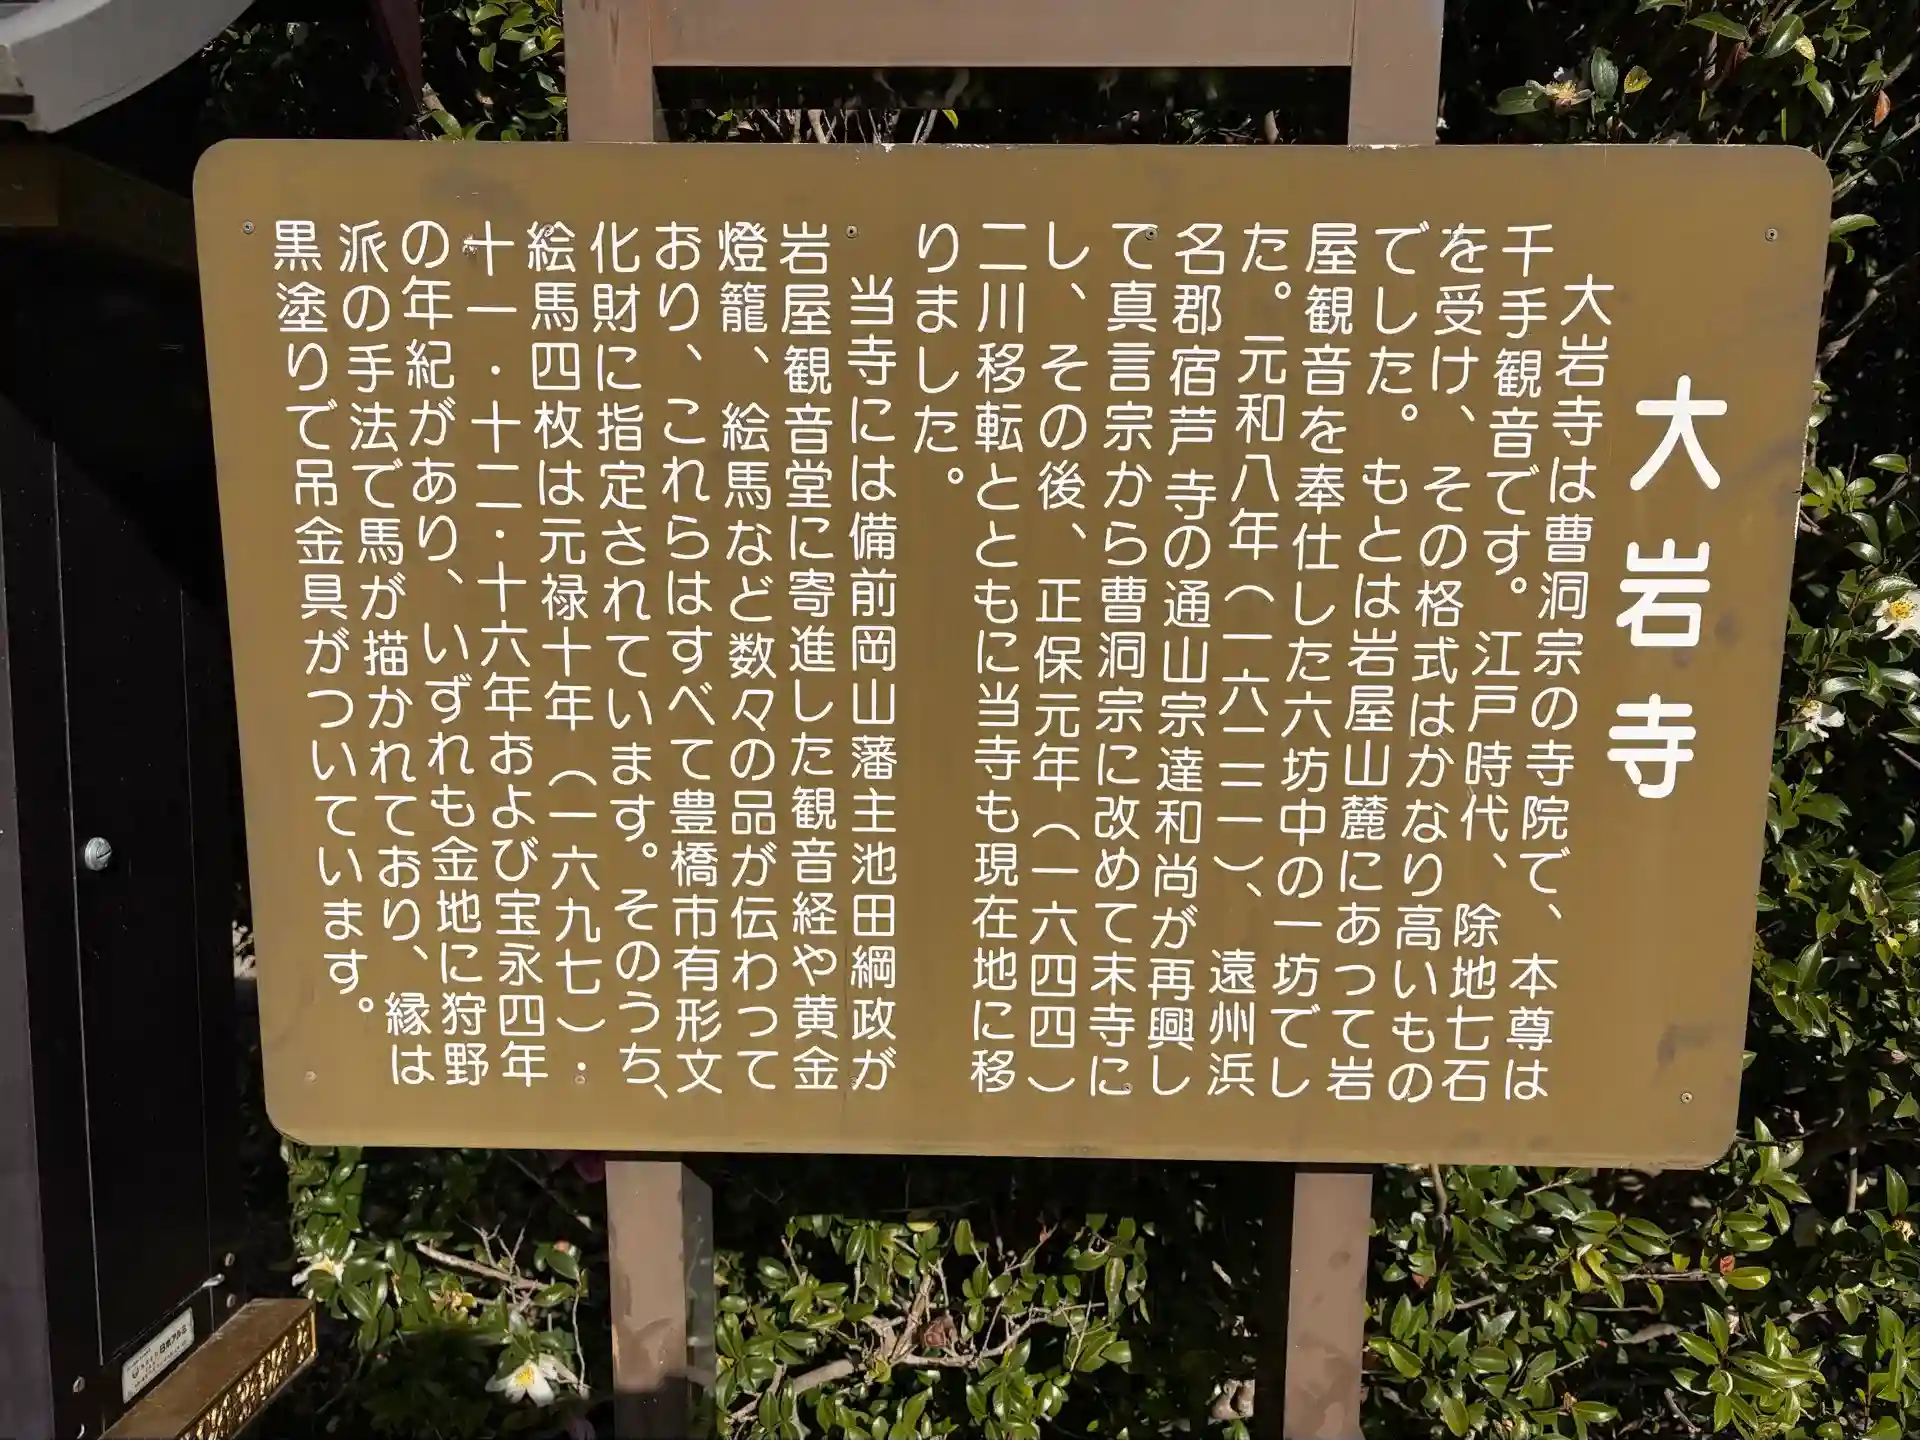 大岩寺
大岩寺は曹洞宗の寺院で、本尊は
千手観音です。江戸時代、除地七石
を受け、その格式はかなり高いもの
でした。もとは岩屋山麓にあつて岩
屋観音を奉仕した六坊中の一坊でし
た。元和八年(一六二二)、遠州浜
名郡宿芦寺の通山宗達和尚が再興し
て真言宗から曹洞宗に改めて末寺に
し、その後、正保元年(一六四四)
二川移転とともに当寺も現在地に移
りました。
当寺には備前岡山藩主池田綱政が
岩屋観音堂に寄進した観音経や黄金
燈籠、絵馬など数々の品が伝わって
おり、これらはすべて豊橋市有形文
化財に指定されています。そのうち、
絵馬四枚は元禄十年(一六九七)・
十一・十二・十六年および宝永四年
の年紀があり、いずれも金地に狩野
派の手法で馬が描かれており、縁は
黒塗りで吊金具がついています。